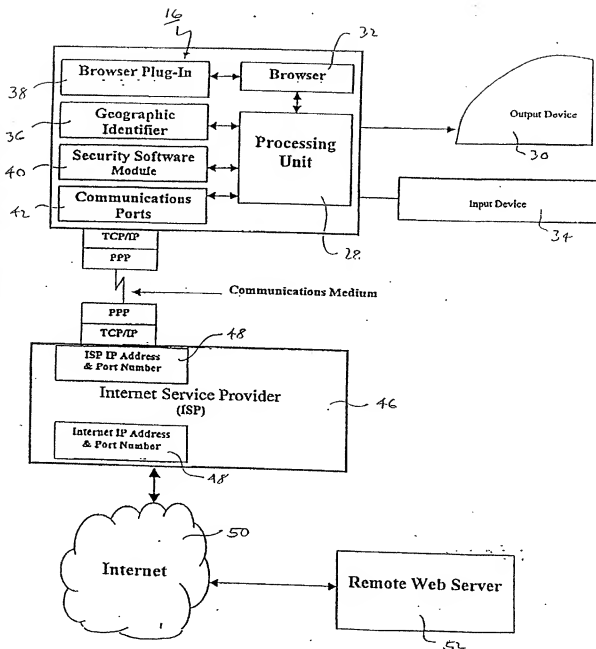 16
32
Browser Plug-In
Browser
38
Geographic
Identifier
36
Processing
Unit
Output Device
30
Security Software
Module
40
Communications
Ports
42
Input Device
34
28
TCP/IP
PPP
Communications Medium
PPP
TCP/IP
48
ISP IP Address
& Port Number
Internet Service Provider
(ISP)
46
Internet IP Address
& Port Number
48
50
Internet
Remote Web Server
52